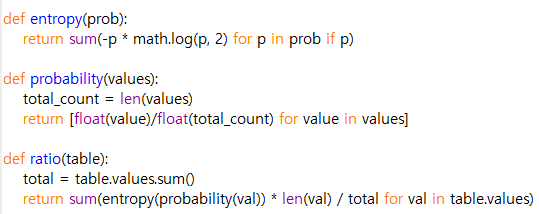 def entropy(prob):
    return sum(-p * math.log(p, 2) for p in prob if p)

def probability(values):
    total_count = len(values)
    return [float(value)/float(total_count) for value in values]

def ratio(table):
    total = table.values.sum()
    return sum(entropy(probability(val)) * len(val) / total for val in table.values)